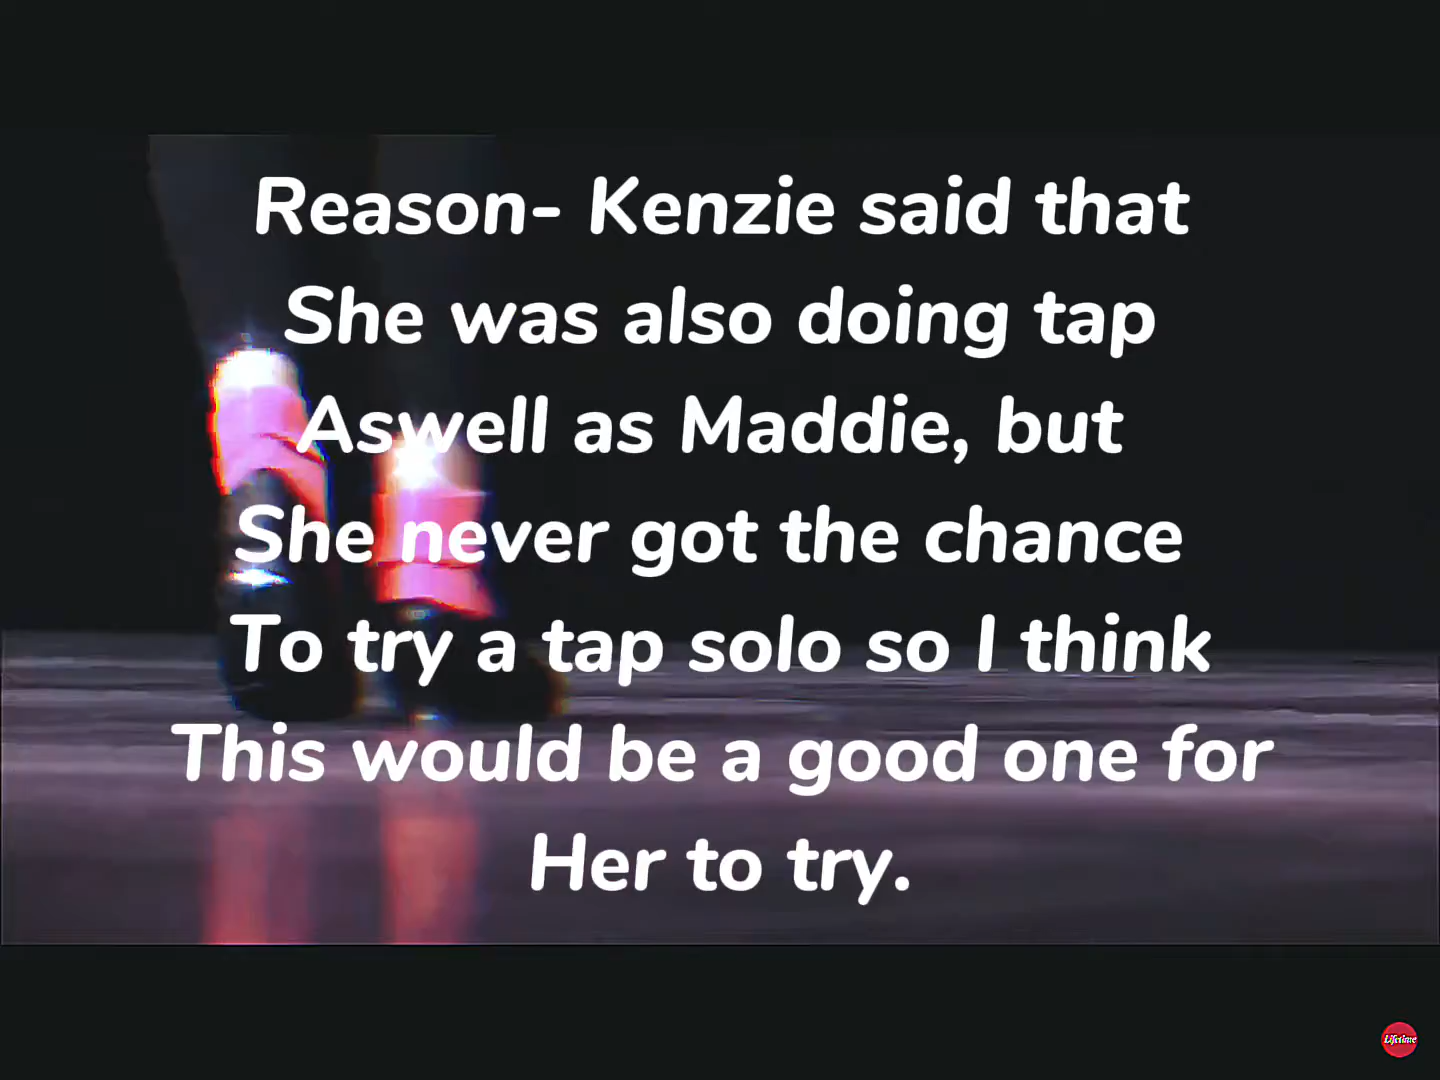 Reason- Kenzie said that
She was also doing tap
Aswell as Maddie, but
She never got the chance
To try a tap solo so I think
This would be a good one for
Her to try.
Lifetime